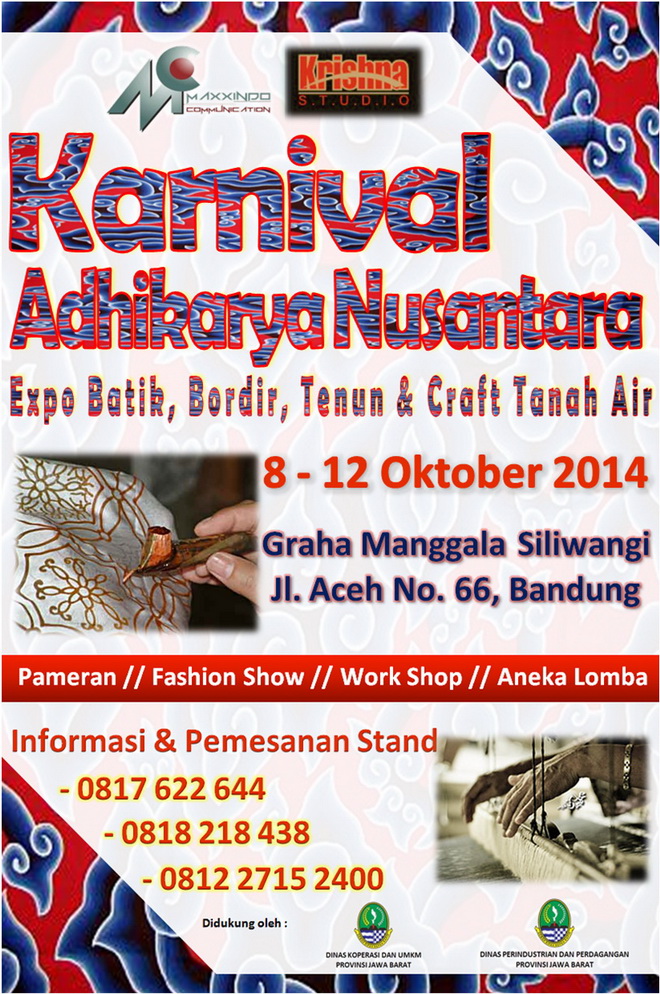 MAXXINDO
COMMUNICATION
Krishna
S.T.U.D.I.O
Karnival
Adhikarya Nusantara
Expo Batik, Bordir, Tenun & Craft Tanah Air
8 - 12 Oktober 2014
Graha Manggala Siliwangi
Jl. Aceh No. 66, Bandung
Pameran // Fashion Show // Work Shop // Aneka Lomba
Informasi & Pemesanan Stand
- 0817 622 644
- 0818 218 438
- 0812 2715 2400
Didukung oleh :
DINAS KOPERASI DAN UMKM
PROVINSI JAWA BARAT
DINAS PERINDUSTRIAN DAN PERDAGANGAN
PROVINSI JAWA BARAT